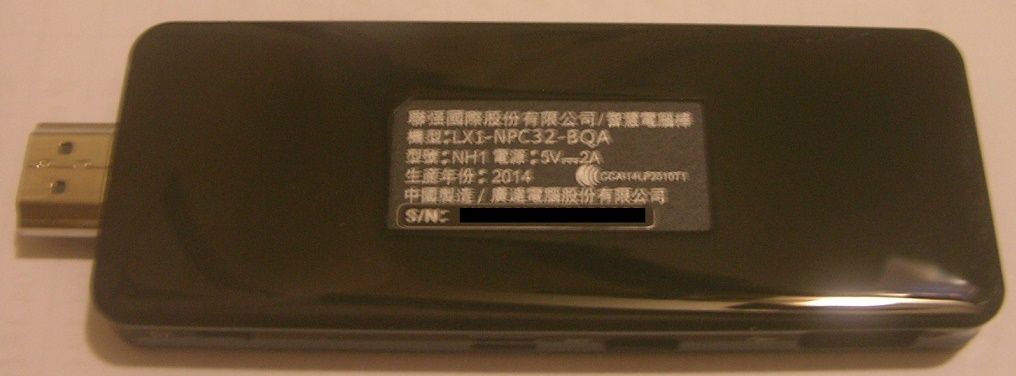 聯强國際股份有限公司/智慧電腦棒
機型:LX1-NPC32-BQA
型號:NH1 電源:5V⎓2A
生產年份:2014
中國製造/廣達電腦股份有限公司
S/N: